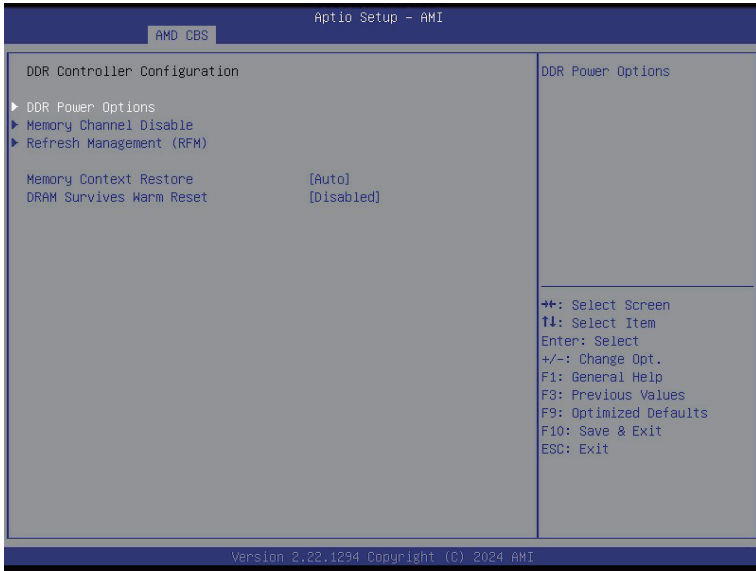 Aptio Setup - AMI
AMD CBS
DDR Controller Configuration
DDR Power Options
Memory Channel Disable
Refresh Management (RFM)
Memory Context Restore [Auto]
DRAM Survives Warm Reset [Disabled]
DDR Power Options
→←: Select Screen
↑↓: Select Item
Enter: Select
+/-: Change Opt.
F1: General Help
F3: Previous Values
F9: Optimized Defaults
F10: Save & Exit
ESC: Exit
Version 2.22.1294 Copyright (C) 2024 AMI